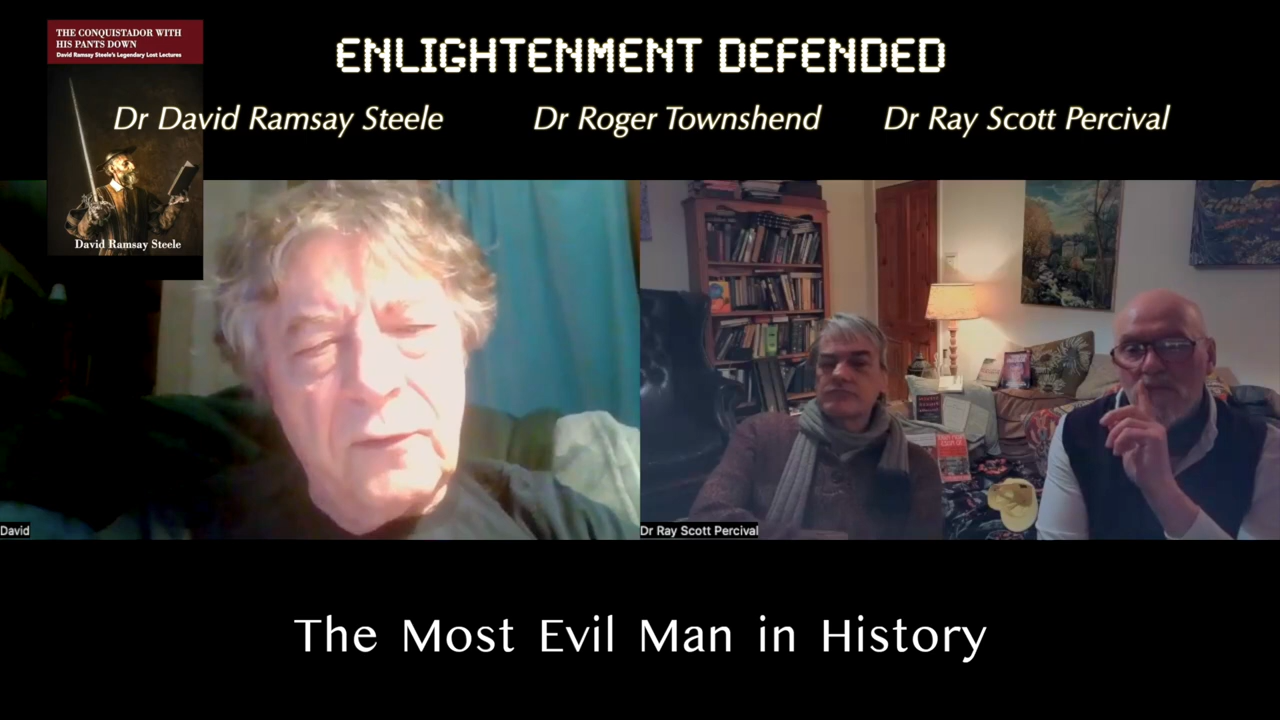 THE CONQUISTADOR WITH
HIS PANTS DOWN
David Ramsay Steele's Legendary Lost Lectures
David Ramsay Steele
ENLIGHTENMENT DEFENDED
Dr David Ramsay Steele
Dr Roger Townshend
Dr Ray Scott Percival
David
Dr Ray Scott Percival
The Most Evil Man in History